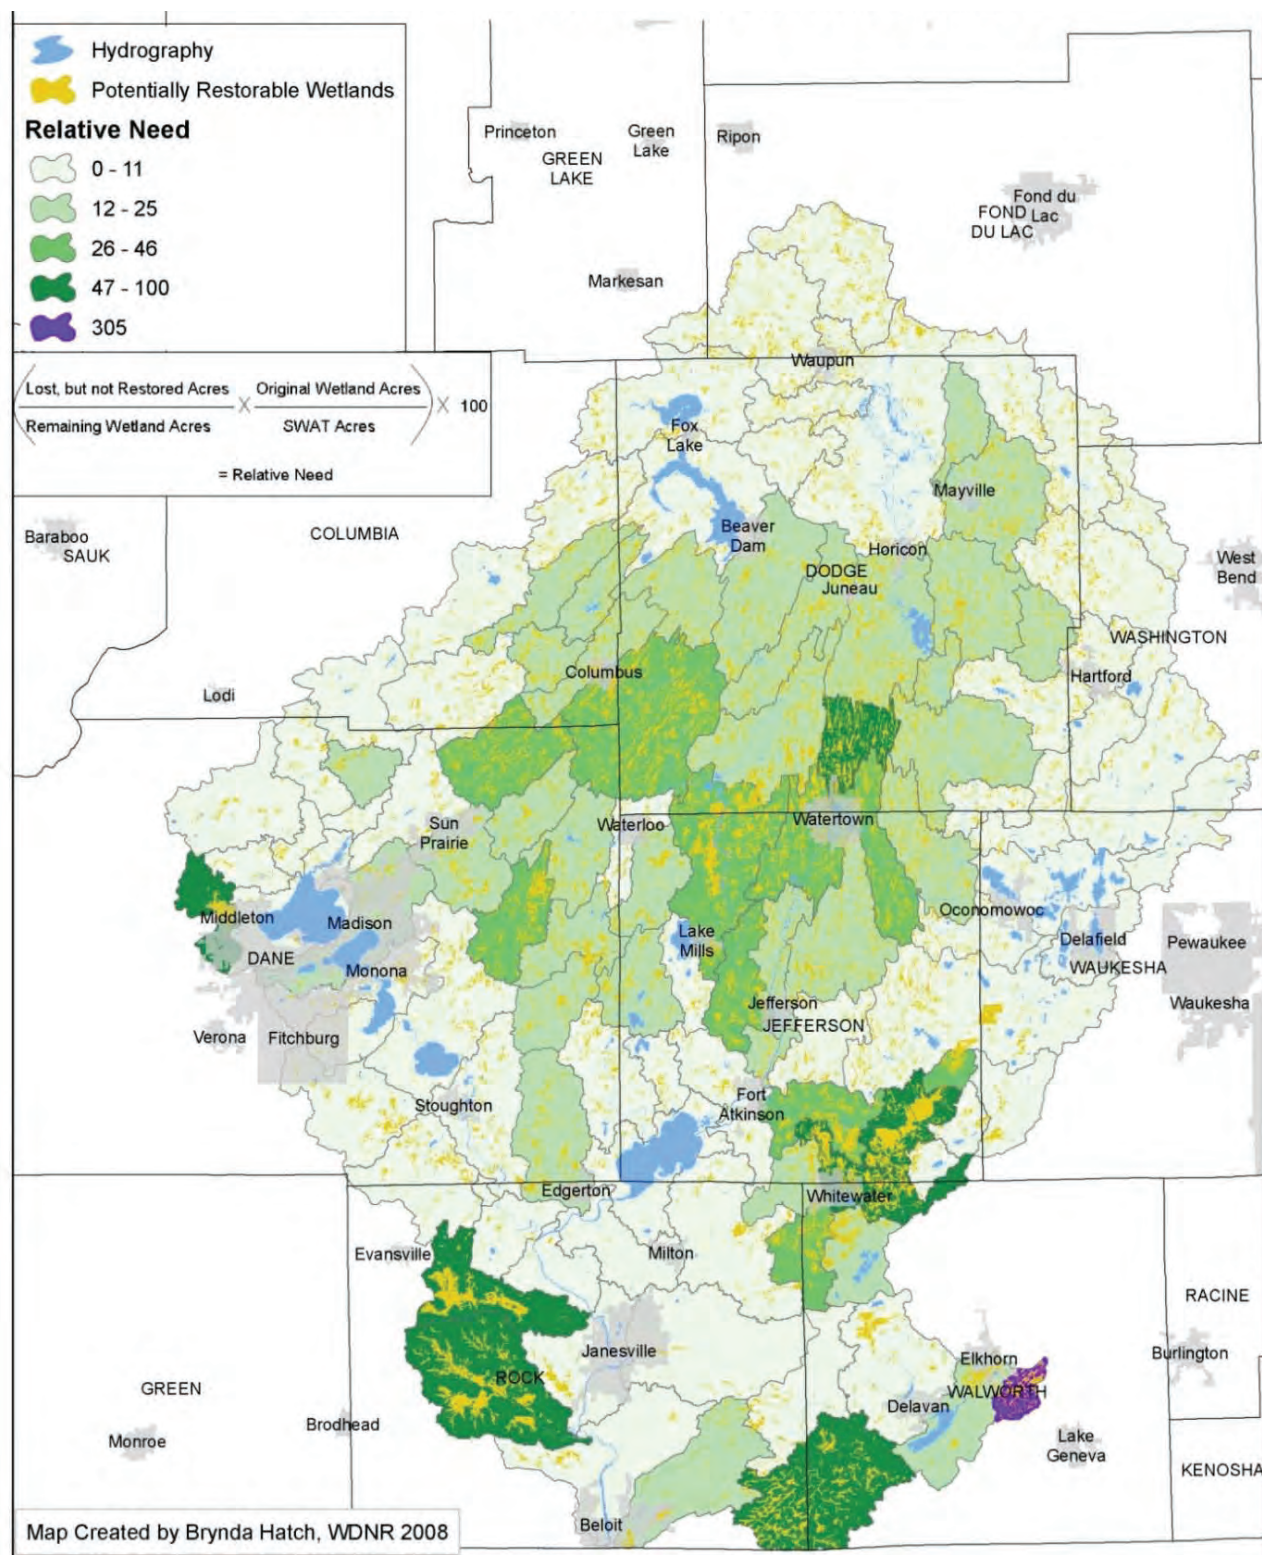 Hydrography
Potentially Restorable Wetlands
Relative Need
0 - 11
12 - 25
26 - 46
47 - 100
305
Lost, but not Restored Acres
Remaining Wetland Acres
X
Original Wetland Acres
SWAT Acres
X 100
= Relative Need
Princeton
Green
Lake
Ripon
GREEN
LAKE
Fond du
Lac
FOND
DU LAC
Markesan
Waupun
Fox
Lake
Mayville
Beaver
Dam
Horicon
Baraboo
SAUK
COLUMBIA
West
Bend
DODGE
Juneau
WASHINGTON
Columbus
Hartford
Lodi
Sun
Prairie
Waterloo
Watertown
Middleton
Madison
Oconomowoc
Lake
Mills
Delafield
Pewaukee
DANE
Monona
WAUKESHA
Waukesha
Jefferson
JEFFERSON
Verona
Fitchburg
Stoughton
Fort
Atkinson
Edgerton
Whitewater
Evansville
Milton
RACINE
Janesville
Elkhorn
Burlington
ROCK
WALWORTH
GREEN
Delavan
Brodhead
Monroe
Lake
Geneva
KENOSHA
Beloit
Map Created by Brynda Hatch, WDNR 2008